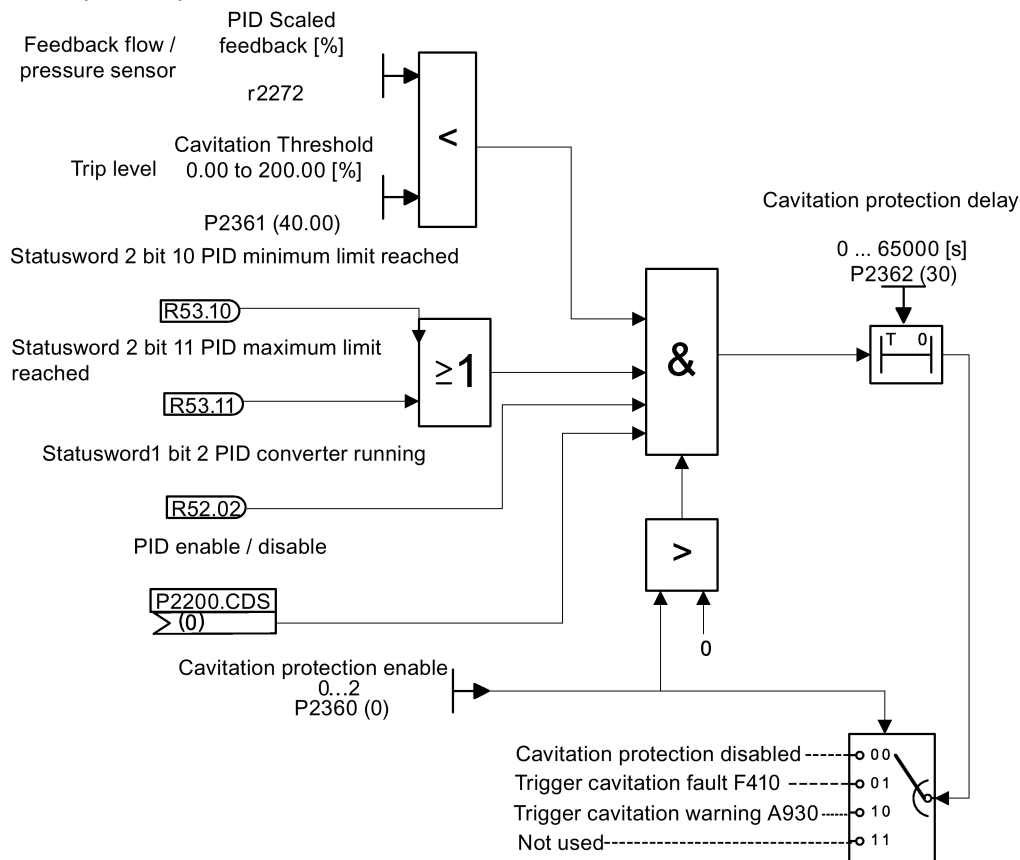 PID Scaled
feedback [%]
Feedback flow /
pressure sensor
r2272
<
Cavitation Threshold
0.00 to 200.00 [%]
Trip level
P2361 (40.00)
Cavitation protection delay
0 ... 65000 [s]
P2362 (30)
T 0
Statusword 2 bit 10 PID minimum limit reached
R53.10
Statusword 2 bit 11 PID maximum limit
reached
≥1
&
R53.11
Statusword1 bit 2 PID converter running
R52.02
PID enable / disable
>
P2200.CDS
(0)
0
Cavitation protection enable
0...2
P2360 (0)
Cavitation protection disabled 00
Trigger cavitation fault F410 01
Trigger cavitation warning A930 10
Not used 11